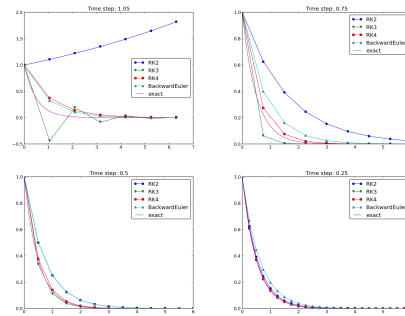 Time step: 1.05
2.0
1.5
1.0
0.5
0.0
−0.5
0
1
2
3
4
5
6
7
RK2
RK3
RK4
BackwardEuler
exact
Time step: 0.75
1.0
0.8
0.6
0.4
0.2
0.0
0
1
2
3
4
5
RK2
RK3
RK4
BackwardEuler
exact
Time step: 0.5
1.0
0.8
0.6
0.4
0.2
0.0
0
1
2
3
4
5
6
RK2
RK3
RK4
BackwardEuler
exact
Time step: 0.25
1.0
0.8
0.6
0.4
0.2
0.0
0
1
2
3
4
5
RK2
RK3
RK4
BackwardEuler
exact